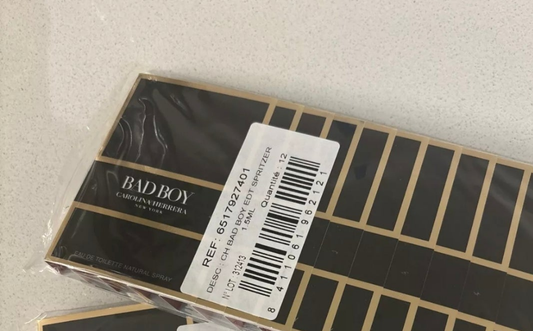 BAD BOY
CAROLINA HERRERA
NEW YORK
EAU DE TOILETTE NATURAL SPRAY
REF: 6517927401
DESC: CH BAD BOY EDT SPRITZER
1.5ML Quantité: 12
N° LOT 312413
8 411061 962121